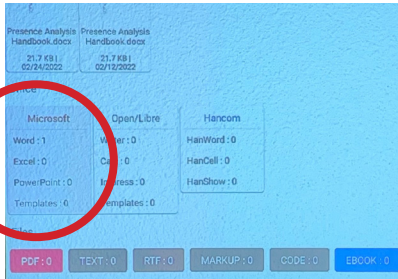 Presence Analysis Presence Analysis
Handbook.docx Handbook.docx
21.7 KB | 21.7 KB |
02/24/2022 02/12/2022
Microsoft Open/Libre Hancom
Word : 1 Writer : 0 HanWord : 0
Excel : 0 Calc : 0 HanCell : 0
PowerPoint : 0 Impress : 0 HanShow : 0
Templates : 0 Templates : 0
Files
PDF : 0 TEXT : 0 RTF : 0 MARKUP : 0 CODE : 0 EBOOK : 0